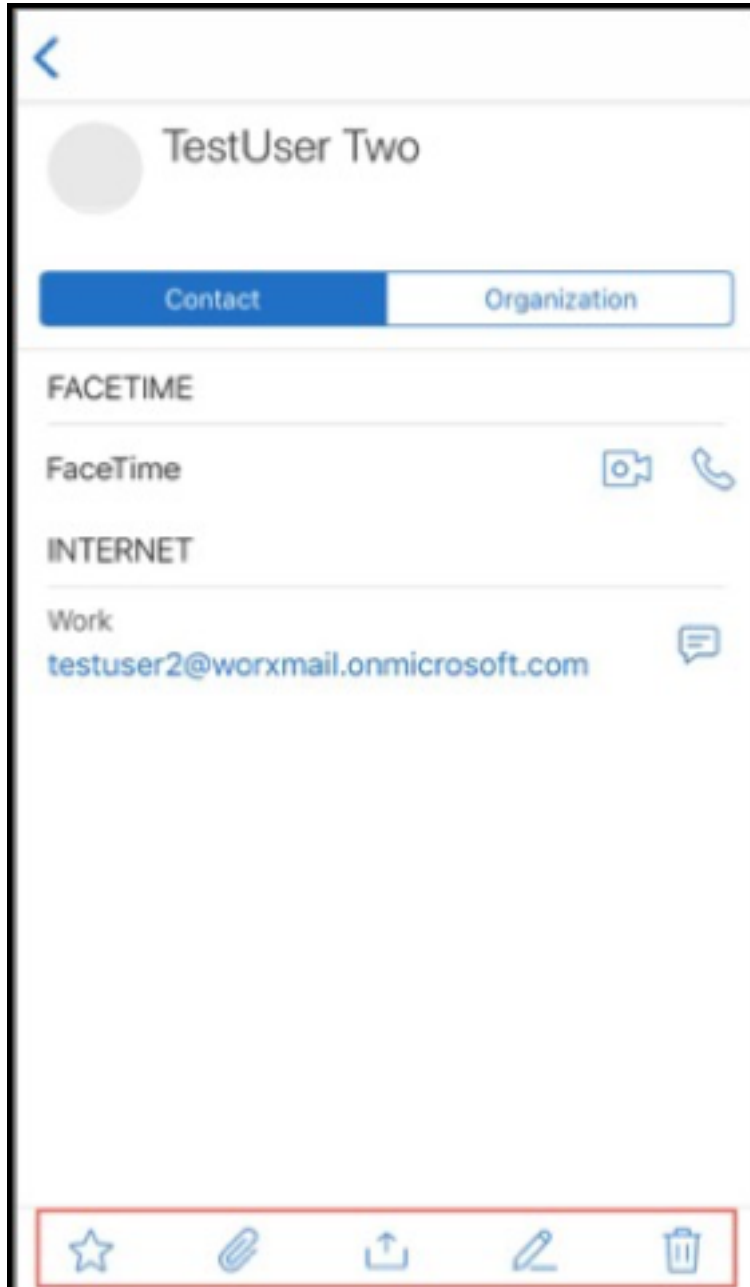 TestUser Two
Contact
Organization
FACETIME
FaceTime
INTERNET
Work
testuser2@worxmail.onmicrosoft.com